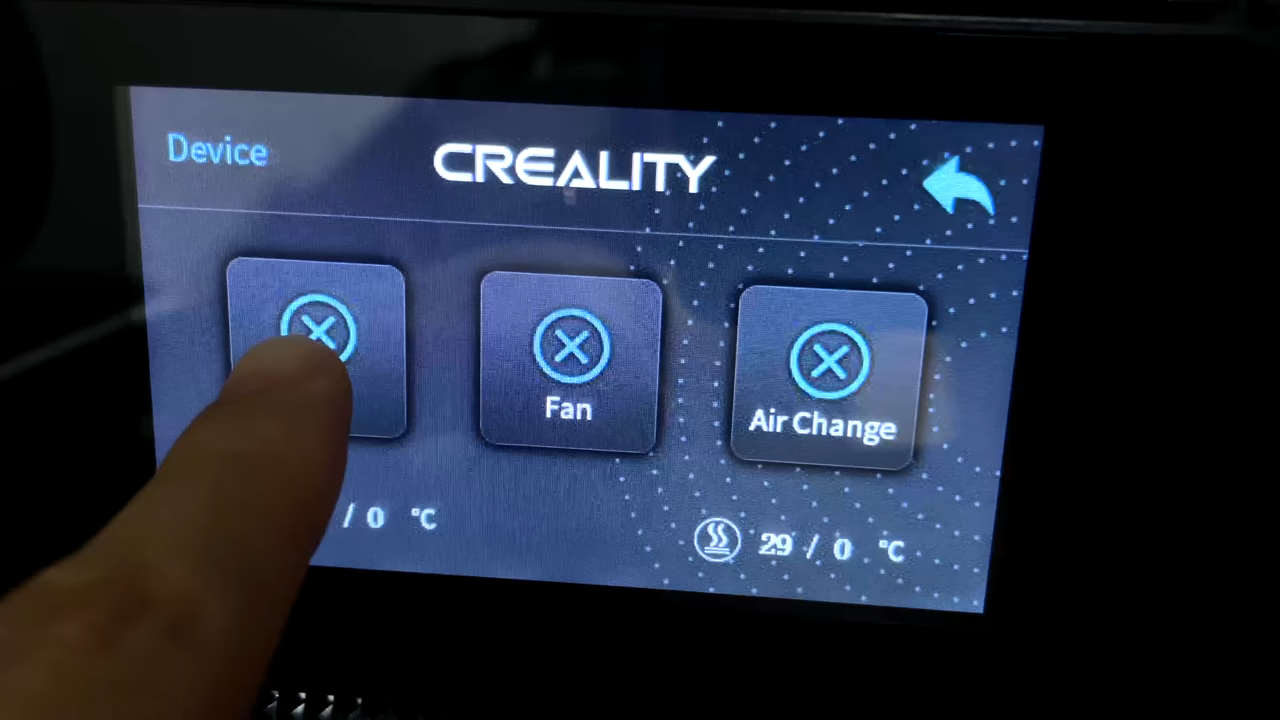 Device
CREALITY
Fan
Air Change
/ 0 °C
29 / 0 °C